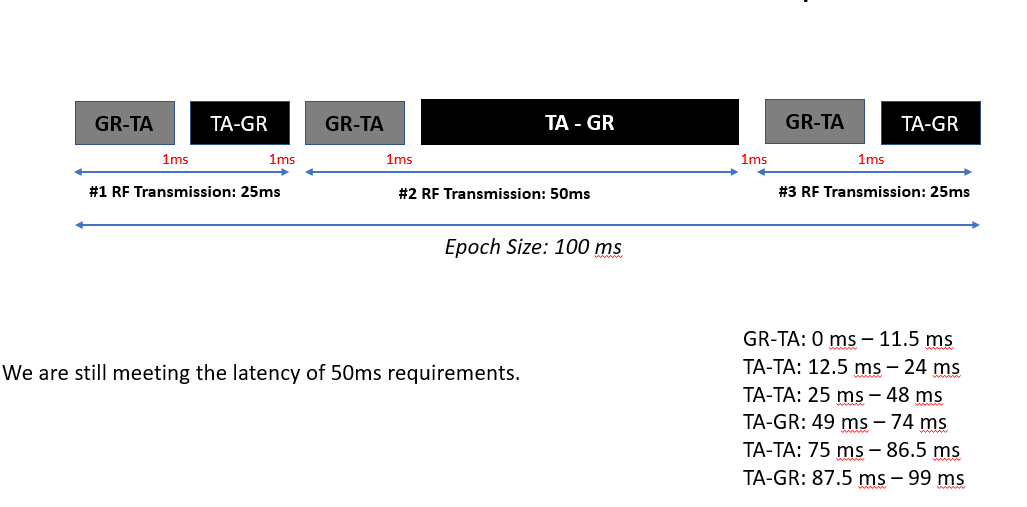 GR-TA TA-GR GR-TA TA - GR GR-TA TA-GR
1ms 1ms 1ms 1ms 1ms
#1 RF Transmission: 25ms #2 RF Transmission: 50ms #3 RF Transmission: 25ms
Epoch Size: 100 ms
We are still meeting the latency of 50ms requirements.
GR-TA: 0 ms – 11.5 ms
TA-TA: 12.5 ms – 24 ms
TA-TA: 25 ms – 48 ms
TA-GR: 49 ms – 74 ms
TA-TA: 75 ms – 86.5 ms
TA-GR: 87.5 ms – 99 ms